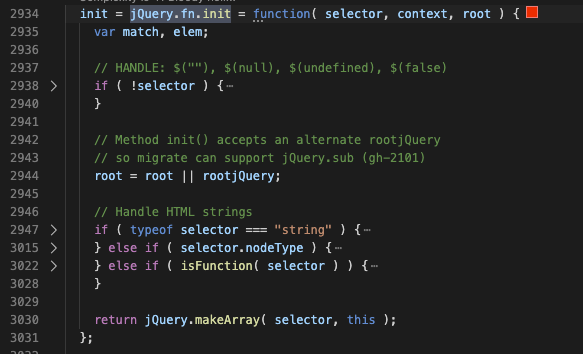 2934 init = jQuery.fn.init = function( selector, context, root ) {
2935 var match, elem;
2936
2937 // HANDLE: $(""), $(null), $(undefined), $(false)
2938 if ( !selector ) {…
2940 }
2941
2942 // Method init() accepts an alternate rootjQuery
2943 // so migrate can support jQuery.sub (gh-2101)
2944 root = root || rootjQuery;
2945
2946 // Handle HTML strings
2947 if ( typeof selector === "string" ) {…
3015 } else if ( selector.nodeType ) {…
3022 } else if ( isFunction( selector ) ) {…
3028 }
3029
3030 return jQuery.makeArray( selector, this );
3031 };